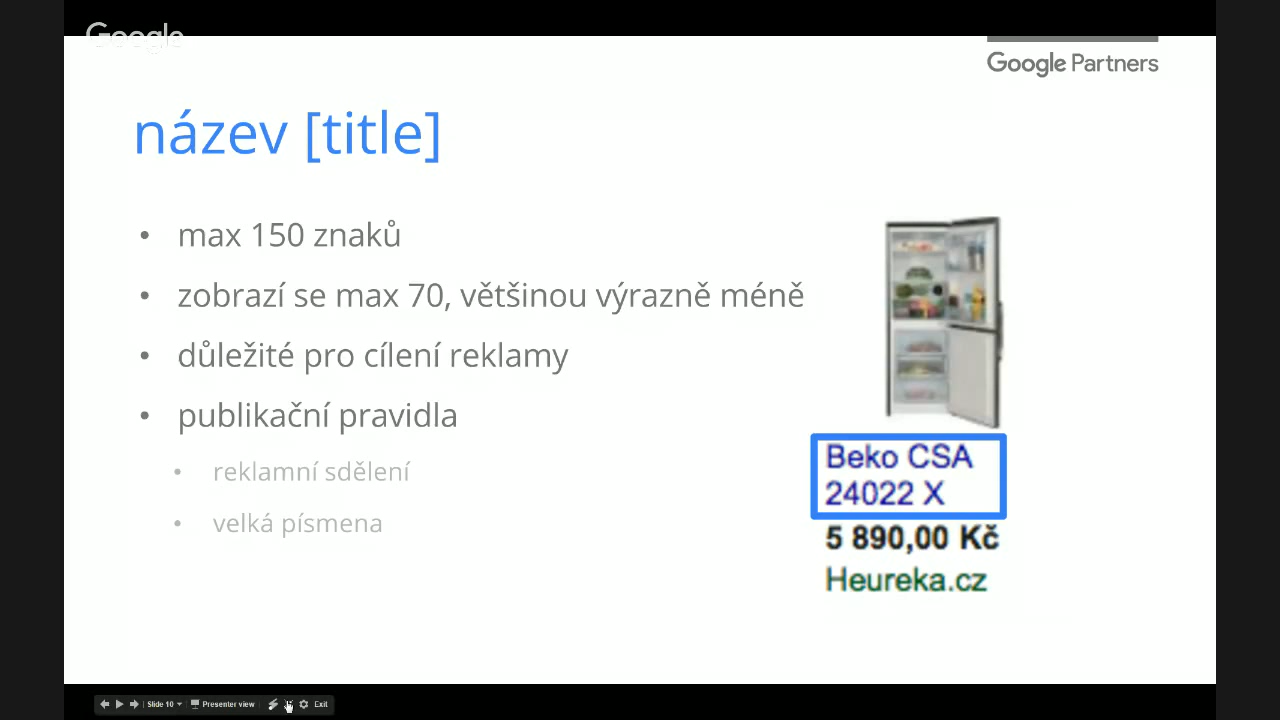 Google
Google Partners
název [title]
• max 150 znaků
• zobrazí se max 70, většinou výrazně méně
• důležité pro cílení reklamy
• publikační pravidla
• reklamní sdělení
• velká písmena
Beko CSA
24022 X
5 890,00 Kč
Heureka.cz
Slide 10
Presenter view
Exit